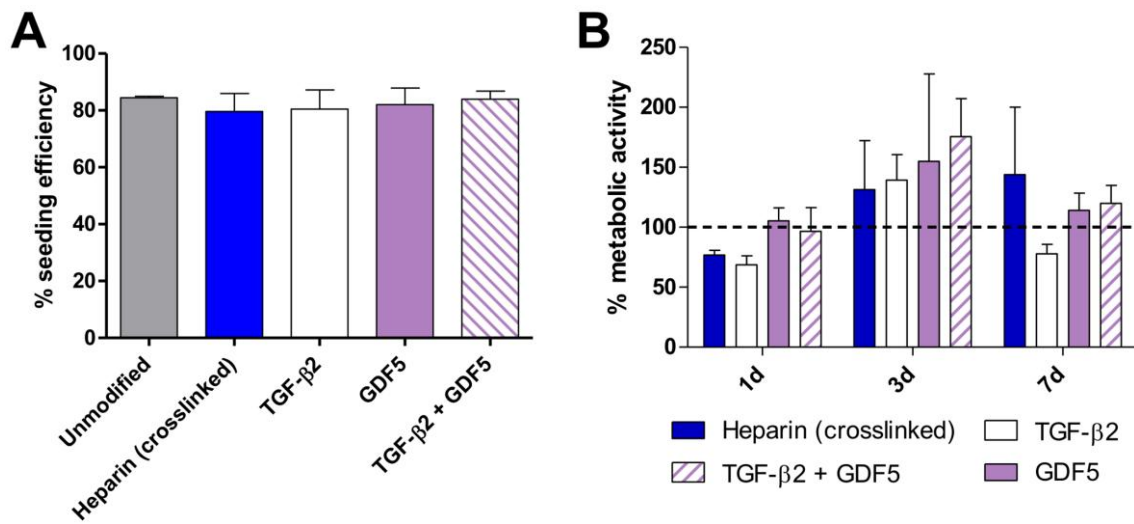 A
% seeding efficiency
100
80
60
40
20
0
Unmodified
Heparin (crosslinked)
TGF-β2
GDF5
TGF-β2 + GDF5
B
% metabolic activity
250
200
150
100
50
0
1d
3d
7d
Heparin (crosslinked)
TGF-β2
TGF-β2 + GDF5
GDF5